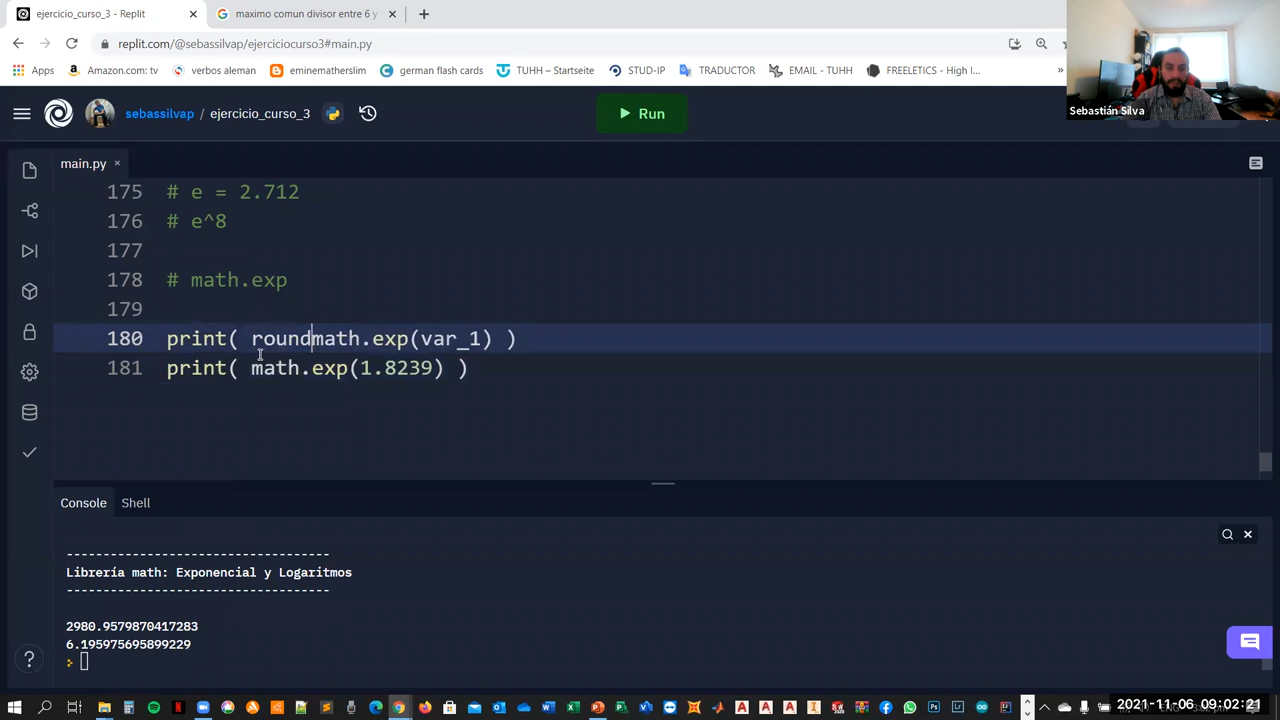 ejercicio_curso_3 - Replit
maximo comun divisor entre 6 y
replit.com/@sebassilvap/ejerciciocurso3#main.py
Apps
Amazon.com: tv
verbos aleman
eminematherslim
german flash cards
TUHH – Startseite
STUD-IP
TRADUCTOR
EMAIL - TUHH
FREELETICS - High I...
»
Sebastián Silva
sebassilvap / ejercicio_curso_3
Run
main.py
175 # e = 2.712
176 # e^8
177
178 # math.exp
179
180 print( roundmath.exp(var_1) )
181 print( math.exp(1.8239) )
Console
Shell
-----------------------------------
Librería math: Exponencial y Logaritmos
-----------------------------------
2980.9579870417283
6.195975695899229
2021-11-06 09:02:21